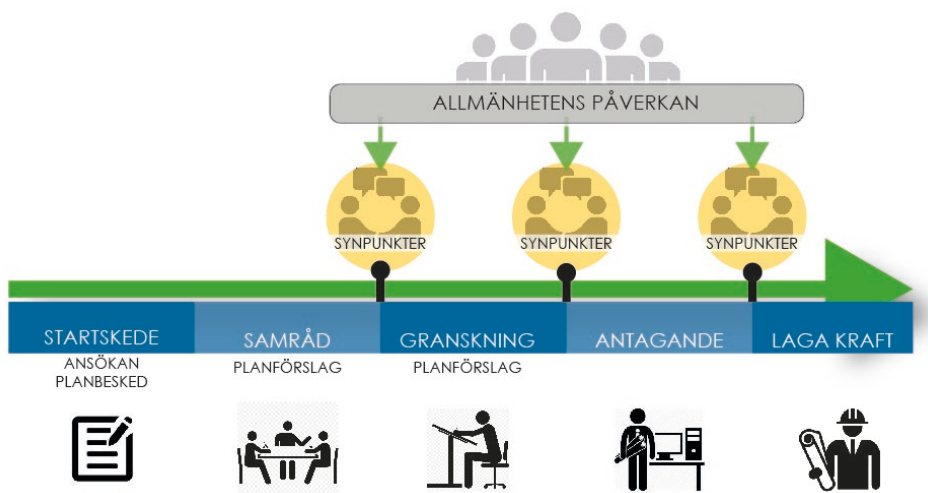 ALLMÄNHETENS PÅVERKAN
SYNPUNKTER
SYNPUNKTER
SYNPUNKTER
STARTSKEDE
ANSÖKAN
PLANBESKED
SAMRÅD
PLANFÖRSLAG
GRANSKNING
PLANFÖRSLAG
ANTAGANDE
LAGA KRAFT